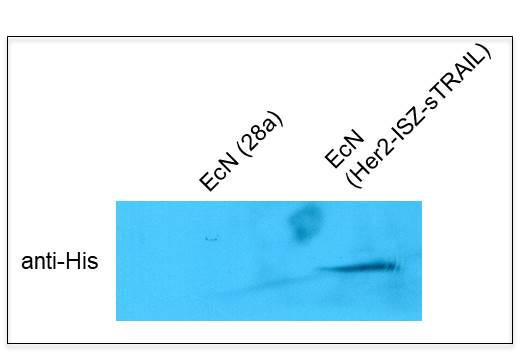 EcN (28a)
EcN
(Her2-ISZ-sTRAIL)
anti-His